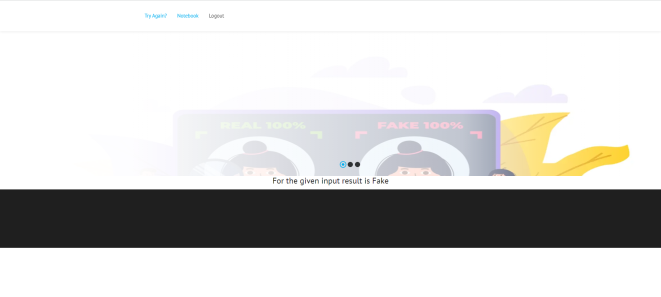 Try Again? Notebook Logout
REAL 100% FAKE 100%
For the given input result is Fake